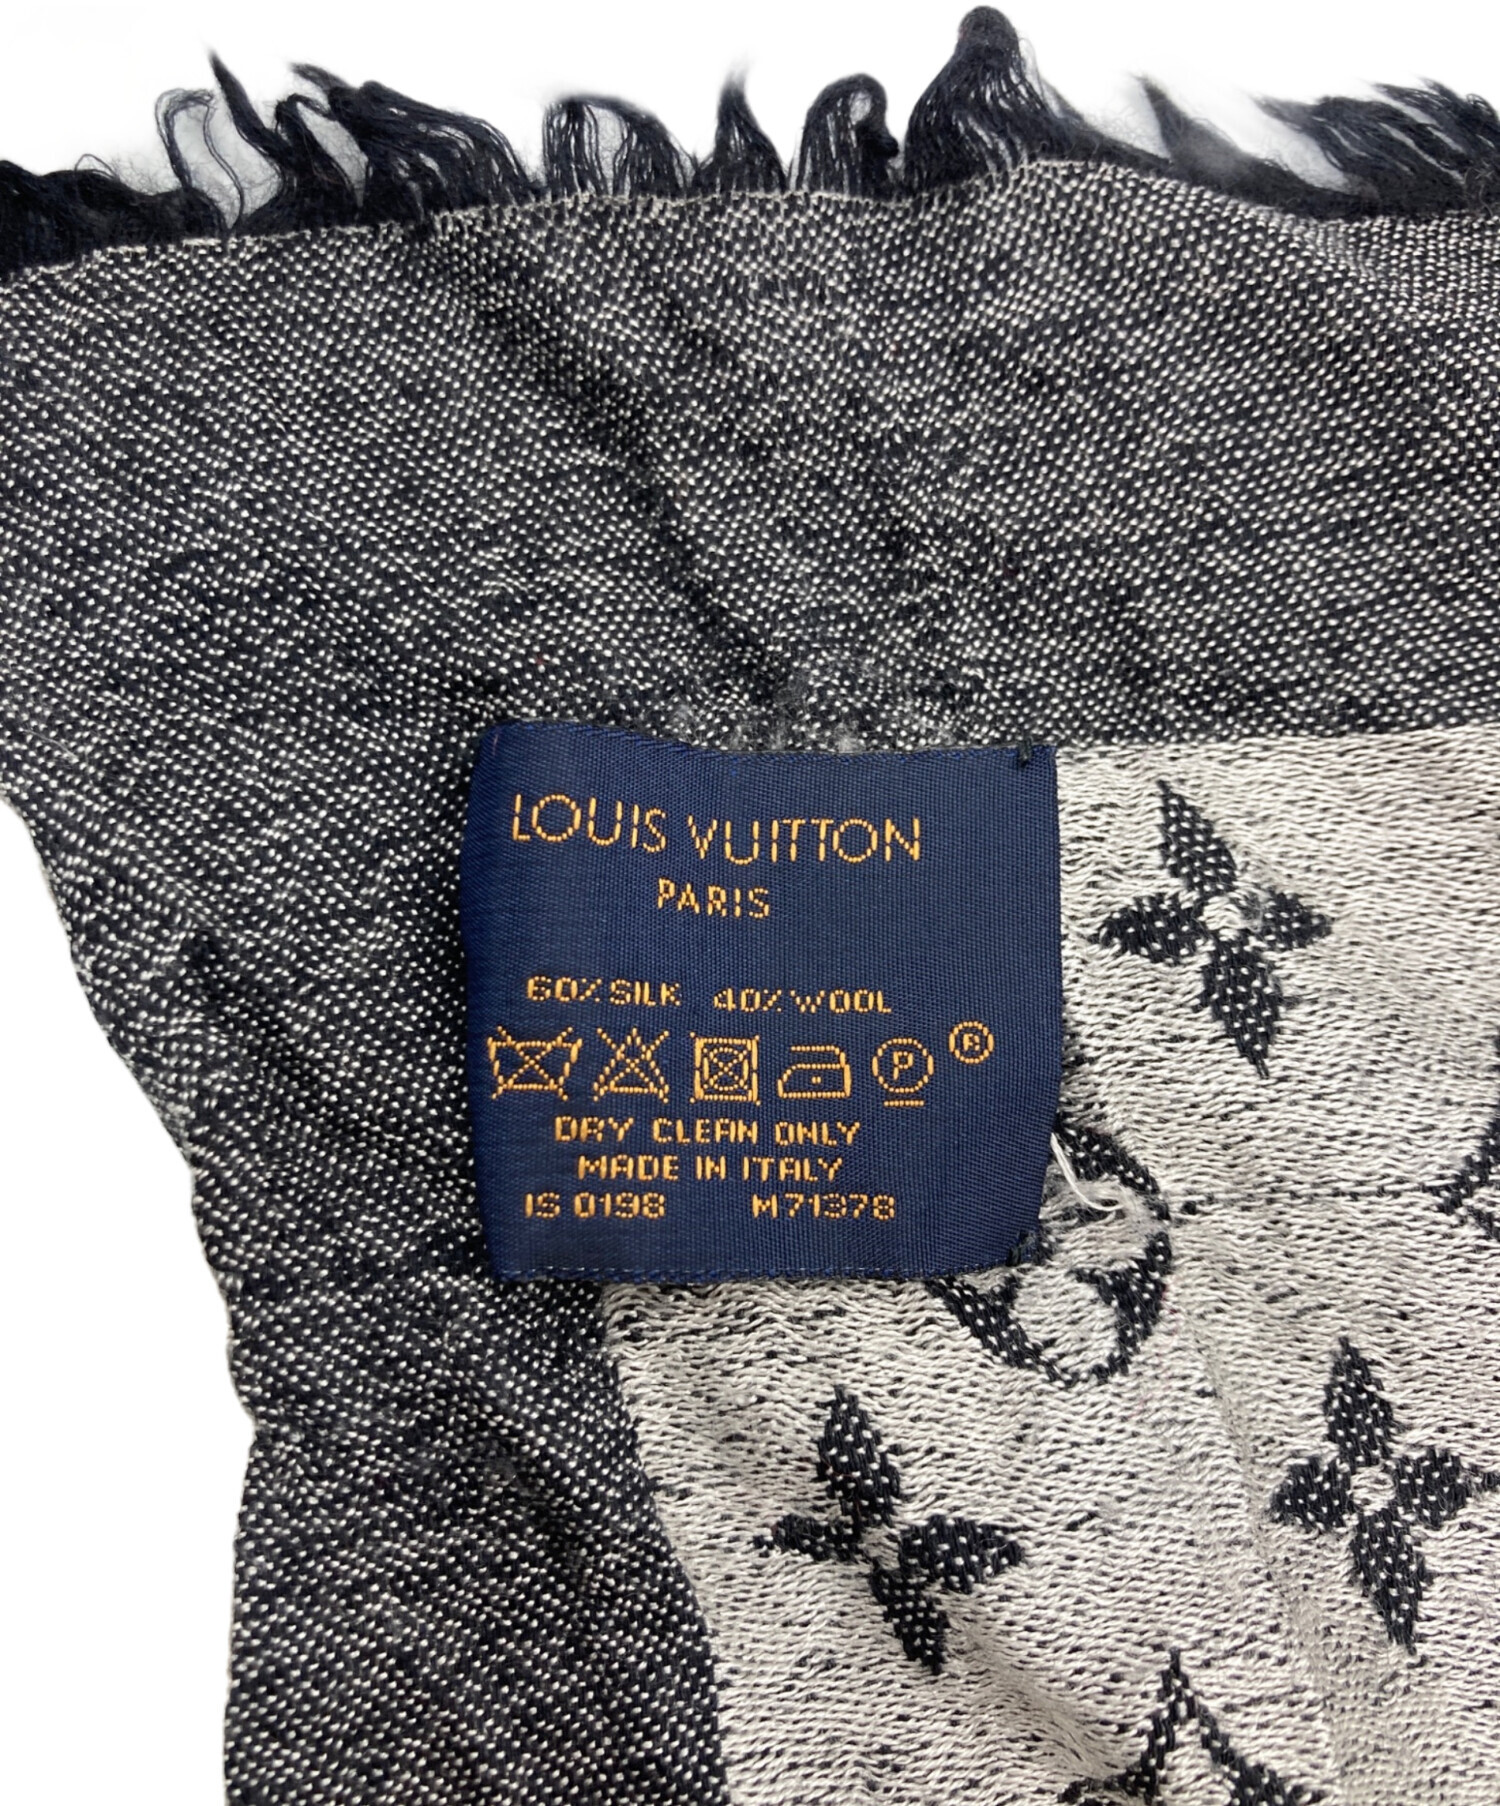 LOUIS VUITTON
PARIS
60% SILK 40% WOOL
P ®
DRY CLEAN ONLY
MADE IN ITALY
IS 0198 M71378